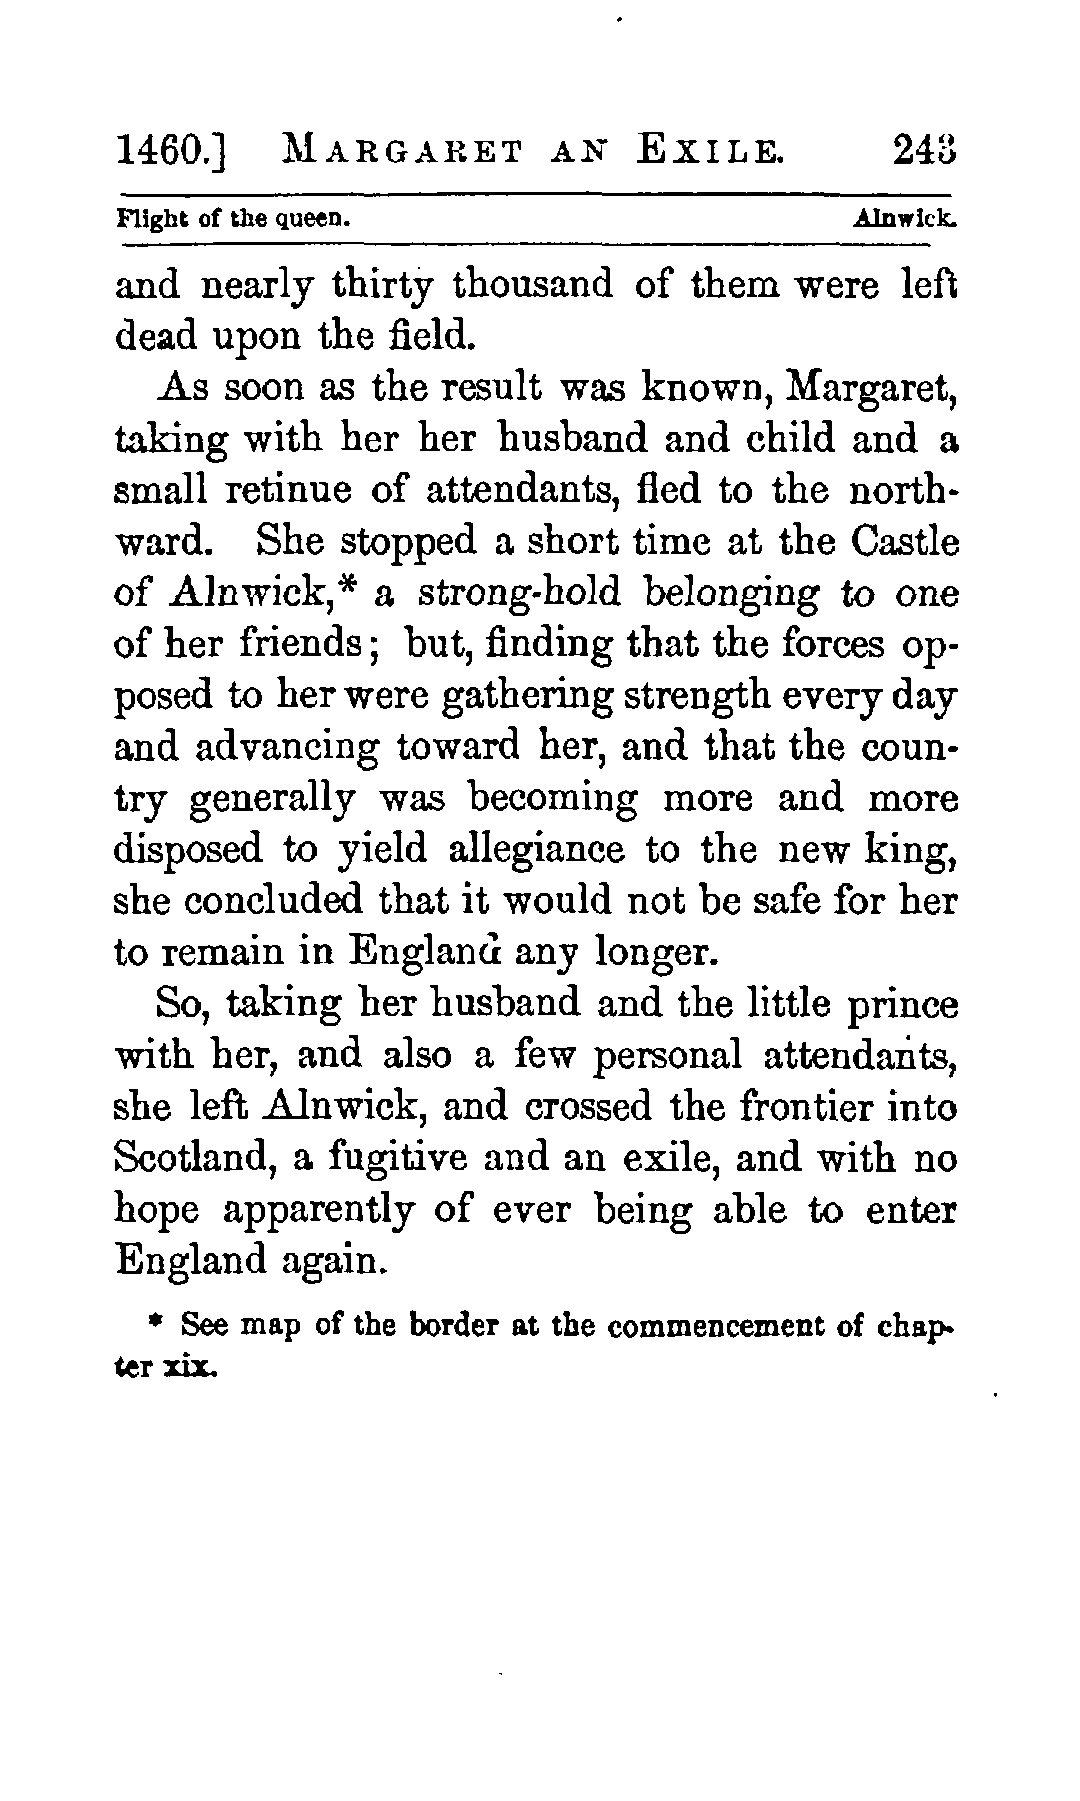 1460.] MARGARET AN EXILE. 243
Flight of the queen. Alnwick.
and nearly thirty thousand of them were left
dead upon the field.
As soon as the result was known, Margaret,
taking with her her husband and child and a
small retinue of attendants, fled to the north-
ward. She stopped a short time at the Castle
of Alnwick,* a strong-hold belonging to one
of her friends; but, finding that the forces op-
posed to her were gathering strength every day
and advancing toward her, and that the coun-
try generally was becoming more and more
disposed to yield allegiance to the new king,
she concluded that it would not be safe for her
to remain in England any longer.
So, taking her husband and the little prince
with her, and also a few personal attendants,
she left Alnwick, and crossed the frontier into
Scotland, a fugitive and an exile, and with no
hope apparently of ever being able to enter
England again.
* See map of the border at the commencement of chap-
ter xix.